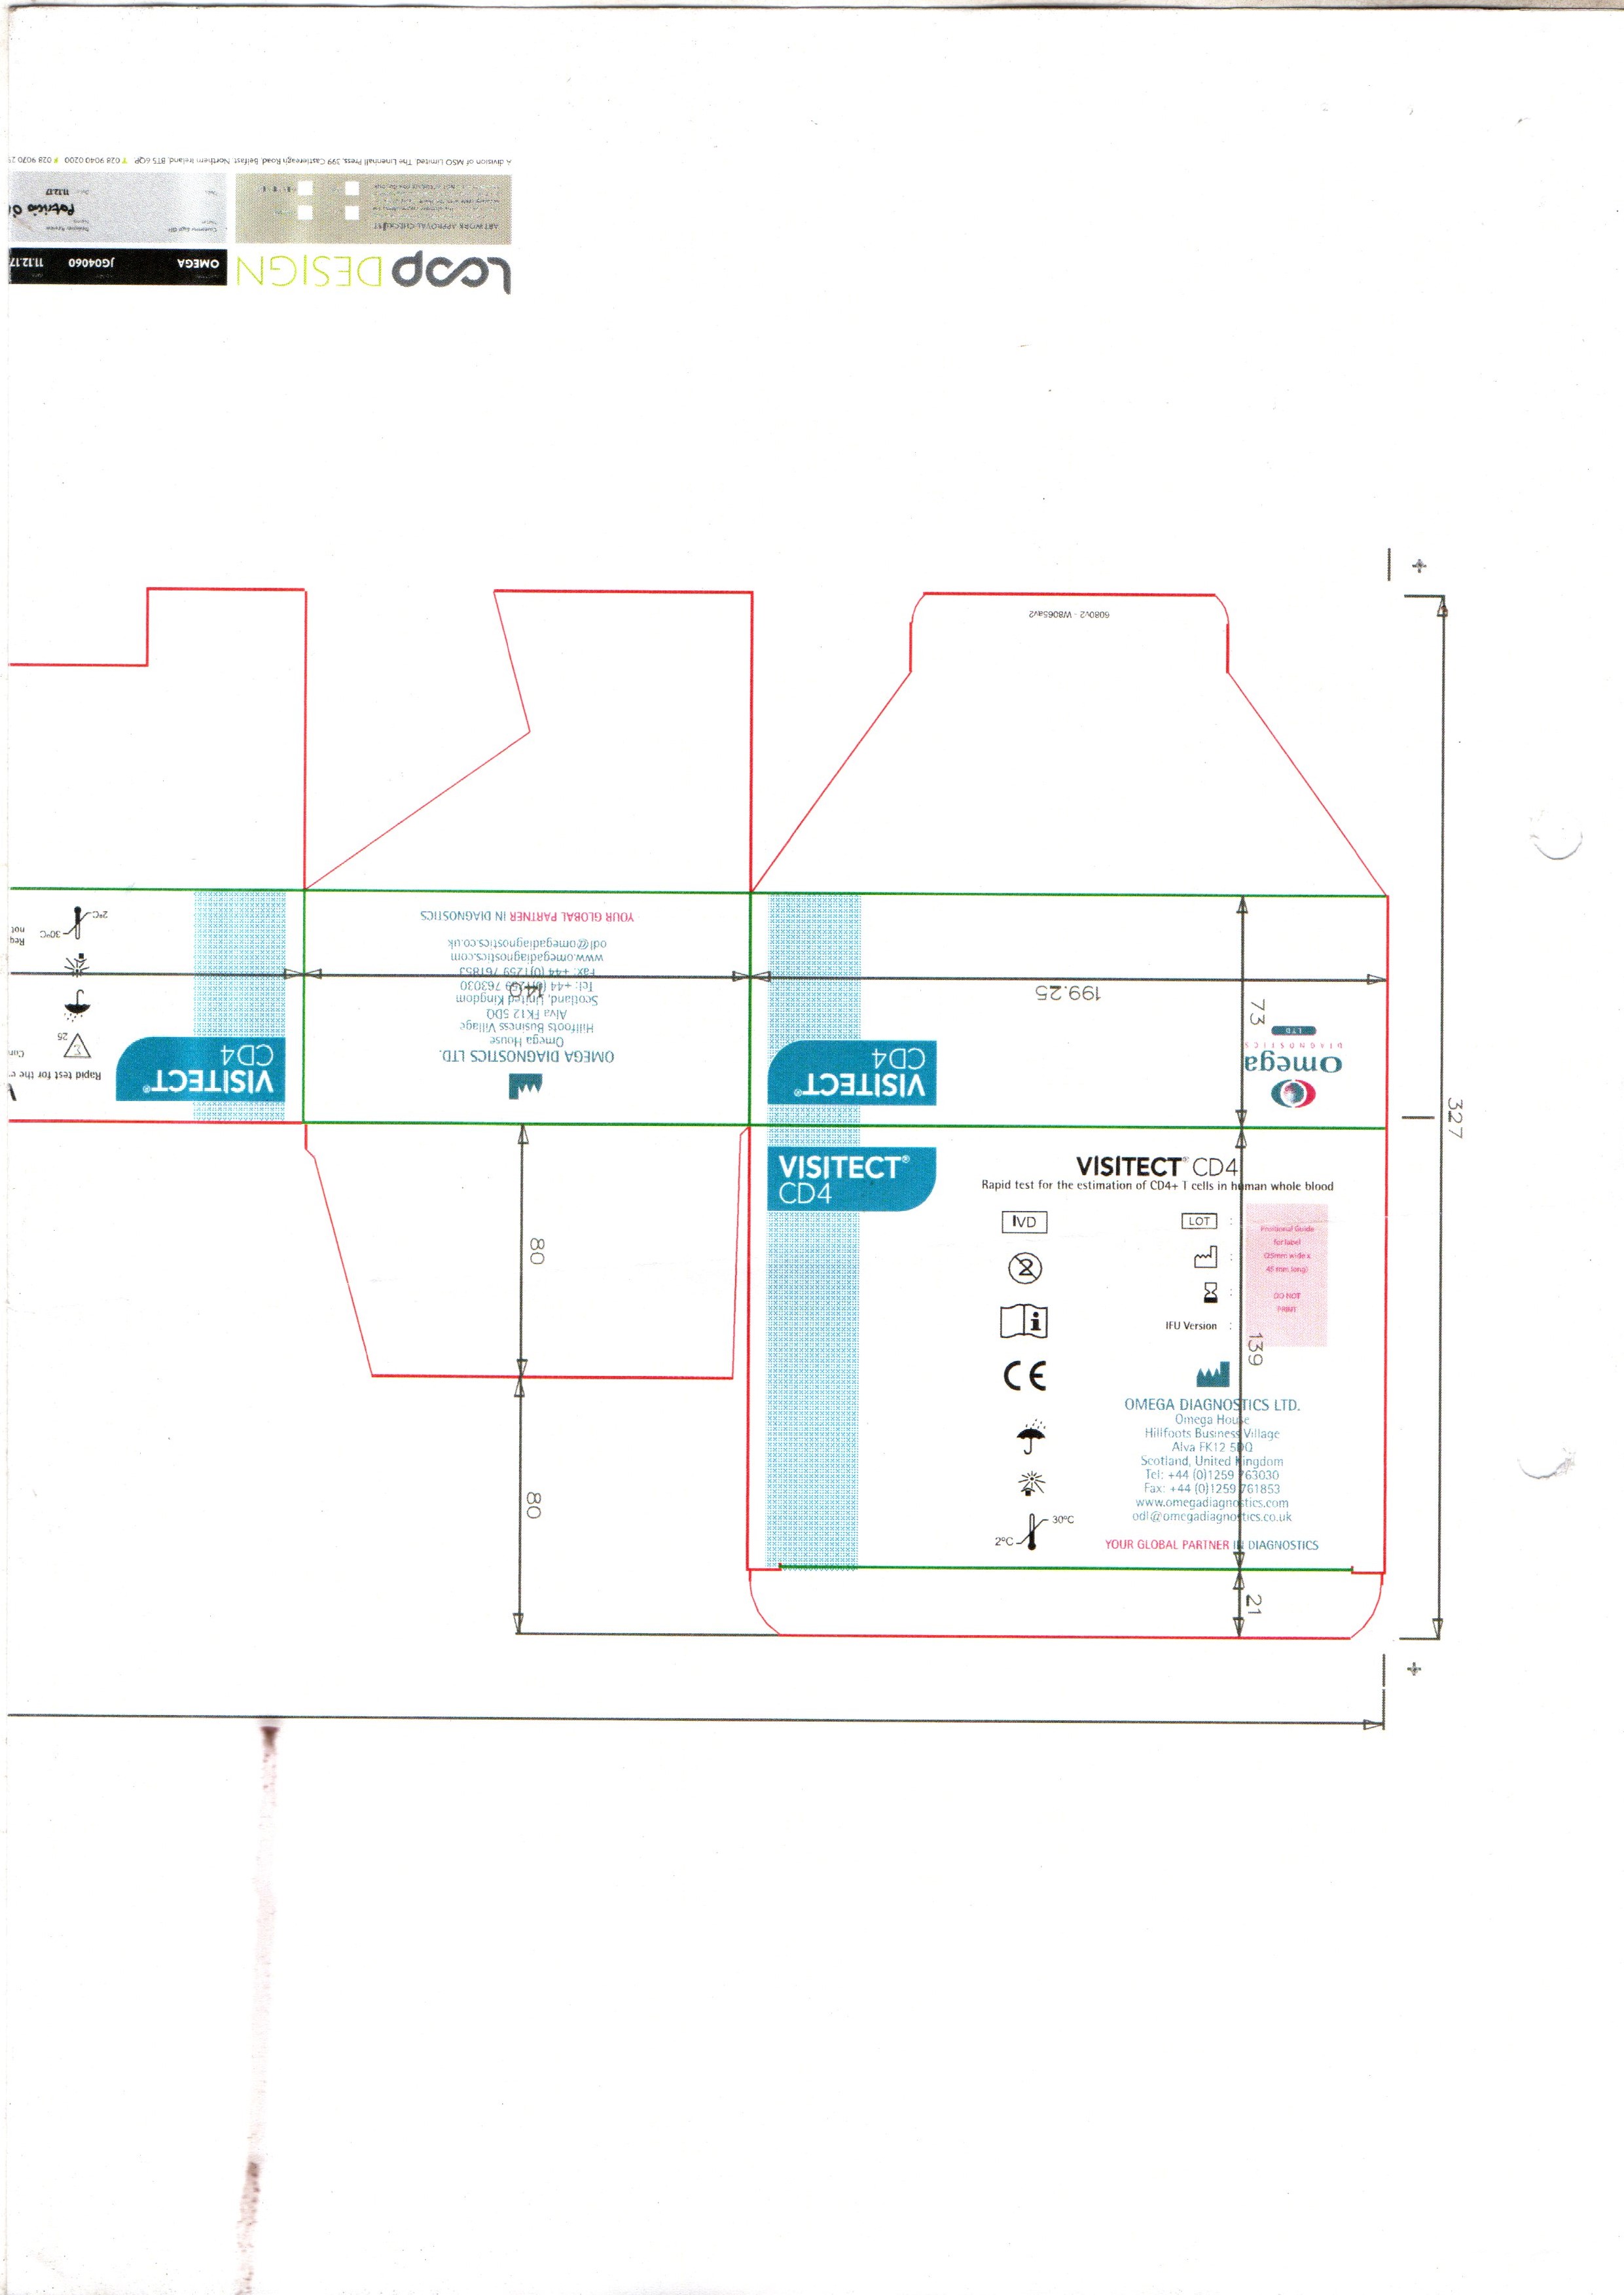 A division of MSO Limited, The Linenhall Press, 399 Castlereagh Road, Belfast, Northern Ireland, BT5 6QP T 028 9040 0200 F 028 9070
Loop DESIGN
ARTWORK APPROVAL CHECKLIST
OMEGA
JG04060
11.12.17
Customer Sign Off
Patricia
11.12.17
6080v2 - W8065av2
2°C
30°C
25
Rapid test for the
VISITECT®
CD4
OMEGA DIAGNOSTICS LTD.
Omega House
Hillfoots Business Village
Alva FK12 5DQ
Scotland, United Kingdom
Tel: +44 (0)1259 763030
Fax: +44 (0)1259 761853
www.omegadiagnostics.com
odl@omegadiagnostics.co.uk
YOUR GLOBAL PARTNER IN DIAGNOSTICS
149
VISITECT®
CD4
Omega
DIAGNOSTICS
LTD
199.25
73
327
VISITECT®
CD4
VISITECT® CD4
Rapid test for the estimation of CD4+ T cells in human whole blood
IVD
LOT :
:
:
IFU Version :
2
i
CE
Positional Guide
for label
(25mm wide x
45 mm long)
DO NOT
PRINT
139
OMEGA DIAGNOSTICS LTD.
Omega House
Hillfoots Business Village
Alva FK12 5DQ
Scotland, United Kingdom
Tel: +44 (0)1259 763030
Fax: +44 (0)1259 761853
www.omegadiagnostics.com
odl@omegadiagnostics.co.uk
2°C
30°C
YOUR GLOBAL PARTNER IN DIAGNOSTICS
80
80
21